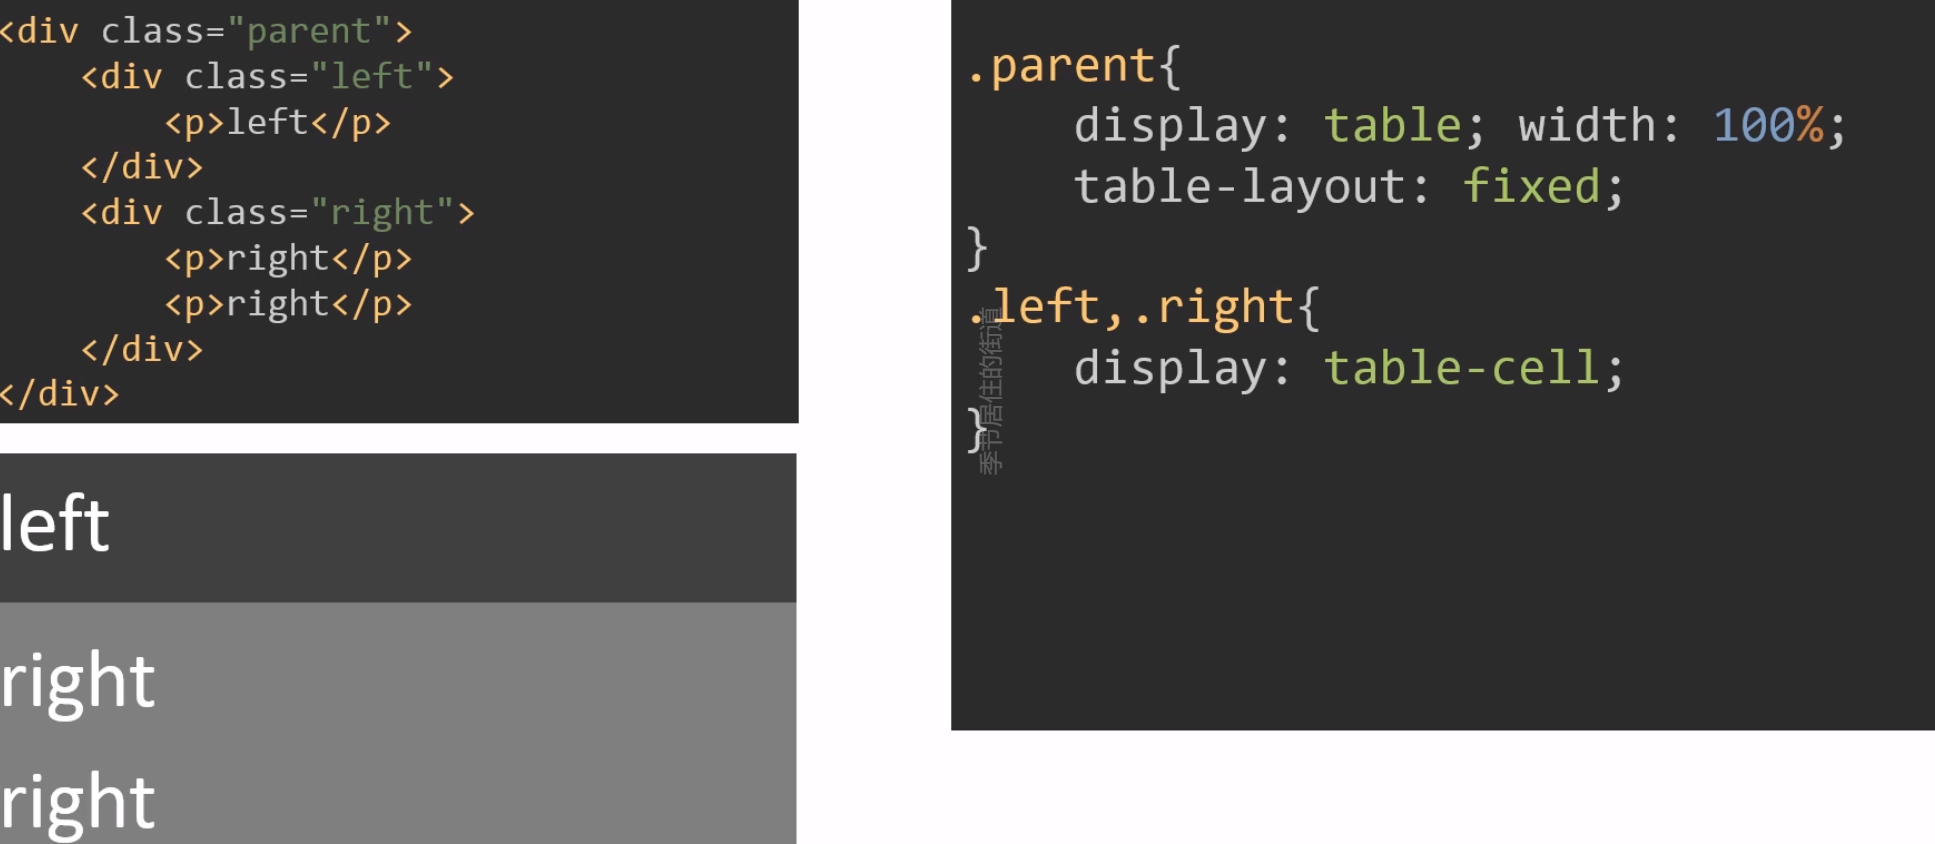 <div class="parent">
    <div class="left">
        <p>left</p>
    </div>
    <div class="right">
        <p>right</p>
        <p>right</p>
    </div>
</div>
left
right
right
.parent{
    display: table; width: 100%;
    table-layout: fixed;
}
.left,.right{
    display: table-cell;
}
季节居住的街道